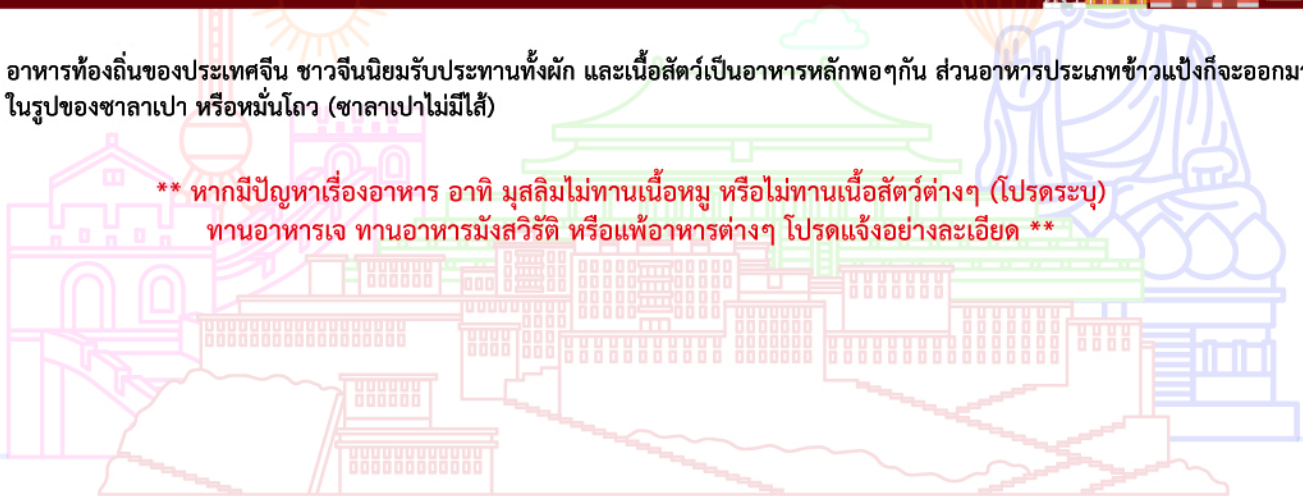 อาหารท้องถิ่นของประเทศจีน ชาวจีนนิยมรับประทานทั้งผัก และเนื้อสัตว์เป็นอาหารหลักพอๆกัน ส่วนอาหารประเภทข้าวแป้งก็จะออกมา
ในรูปของซาลาเปา หรือหมั่นโถว (ซาลาเปาไม่มีไส้)
** หากมีปัญหาเรื่องอาหาร อาทิ มุสลิมไม่ทานเนื้อหมู หรือไม่ทานเนื้อสัตว์ต่างๆ (โปรดระบุ)
ทานอาหารเจ ทานอาหารมังสวิรัติ หรือแพ้อาหารต่างๆ โปรดแจ้งอย่างละเอียด **